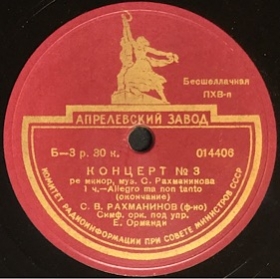 Бесшеллачная
ПХВ-я
АПРЕЛЕВСКИЙ ЗАВОД
Б—3 р. 30 к.
014406
КОНЦЕРТ № 3
ре минор, муз. С. Рахманинова
I ч.—Allegro ma non tanto
(окончание)
С. В. РАХМАНИНОВ (ф-но)
Симф. орк. под упр.
Е. Орманди
КОМИТЕТ РАДИОИНФОРМАЦИИ ПРИ СОВЕТЕ МИНИСТРОВ СССР